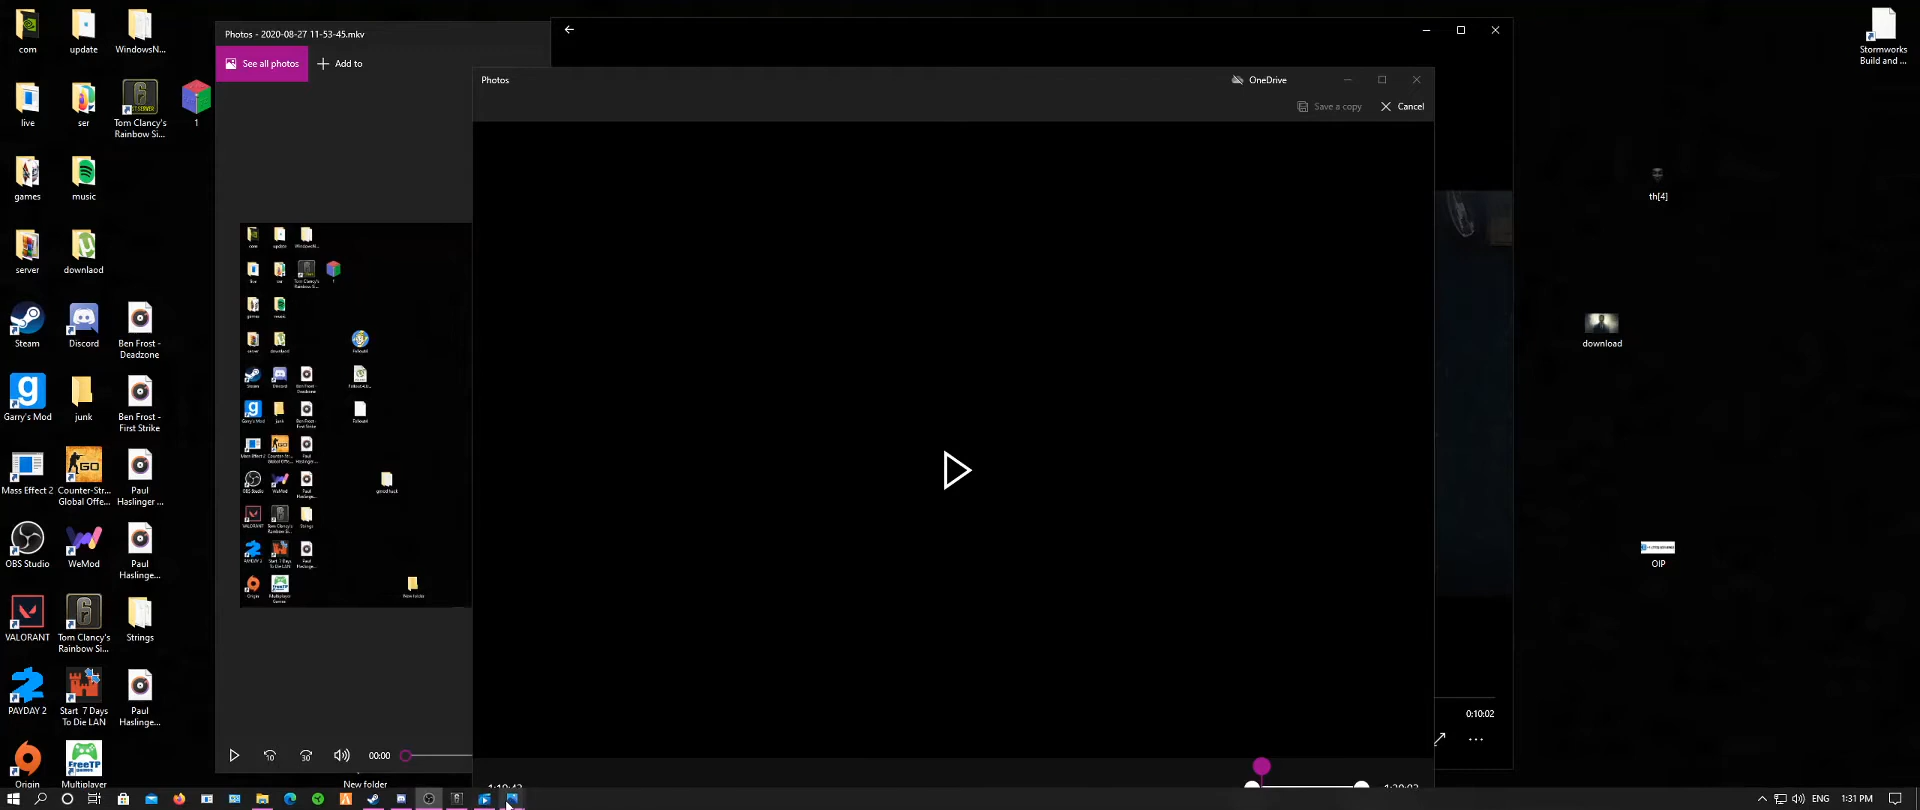 com
update
WindowsN...
live
ser
Tom Clancy's
Rainbow Si...
1
games
music
server
downlaod
Steam
Discord
Ben Frost -
Deadzone
Garry's Mod
junk
Ben Frost -
First Strike
Mass Effect 2
Counter-Str...
Global Offe...
Paul
Haslinger ...
OBS Studio
WeMod
Paul
Haslinge...
VALORANT
Tom Clancy's
Rainbow Si...
Strings
PAYDAY 2
Start 7 Days
To Die LAN
Paul
Haslinge...
Origin
Multiplayer
New folder
Photos - 2020-08-27 11-53-45.mkv
See all photos
Add to
00:00
Photos
OneDrive
Save a copy
Cancel
0:10:02
Stormworks
Build and ...
th[4]
download
OIP
ENG
1:31 PM